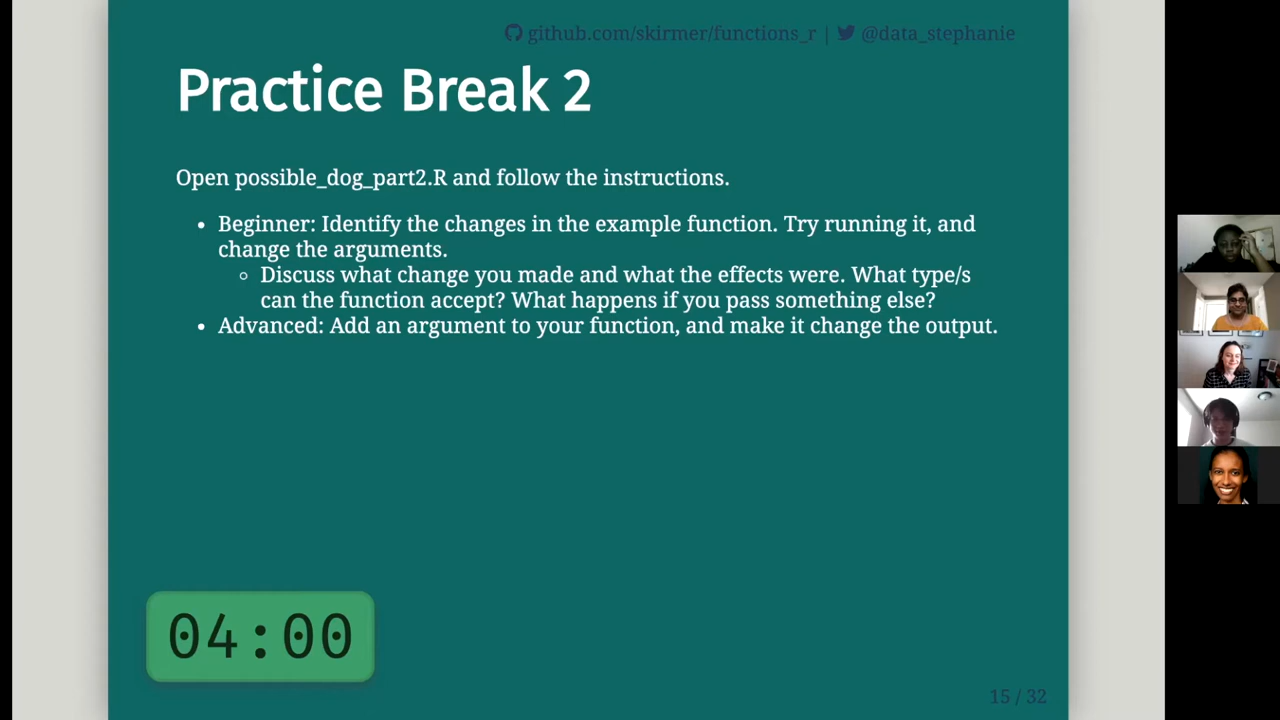 github.com/skirmer/functions_r | @data_stephanie
Practice Break 2
Open possible_dog_part2.R and follow the instructions.
• Beginner: Identify the changes in the example function. Try running it, and
change the arguments.
◦ Discuss what change you made and what the effects were. What type/s
can the function accept? What happens if you pass something else?
• Advanced: Add an argument to your function, and make it change the output.
04:00
15 / 32